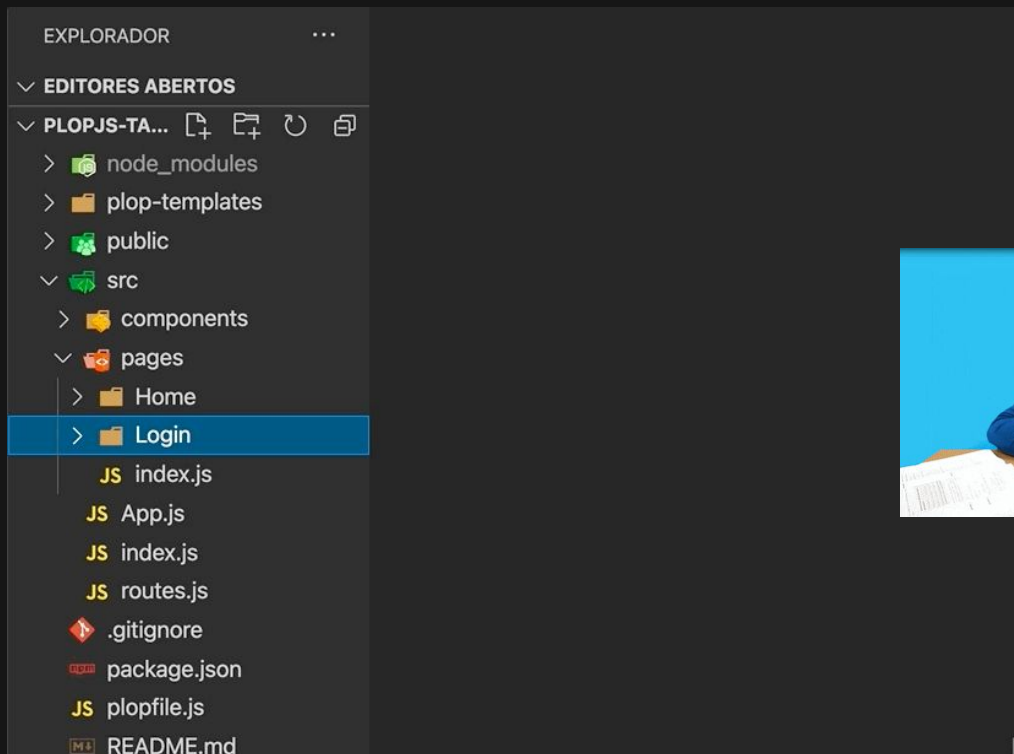 EXPLORADOR
EDITORES ABERTOS
PLOPJS-TA...
node_modules
plop-templates
public
src
components
pages
Home
Login
JS index.js
JS App.js
JS index.js
JS routes.js
.gitignore
npm package.json
JS plopfile.js
M↓ README.md